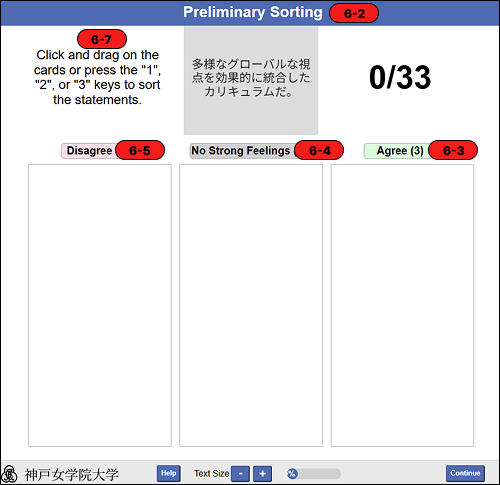 Preliminary Sorting 6-2
6-7
Click and drag on the
cards or press the "1",
"2", or "3" keys to sort
the statements.
多様なグローバルな視
点を効果的に統合した
カリキュラムだ。
0/33
Disagree 6-5
No Strong Feelings 6-4
Agree (3) 6-3
神戸女学院大学
Help
Text Size - +
%
Continue